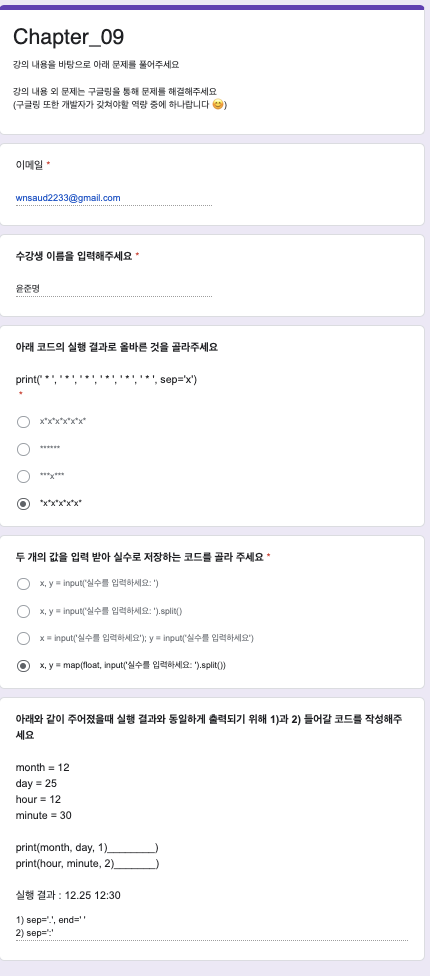 Chapter_09
강의 내용을 바탕으로 아래 문제를 풀어주세요
강의 내용 외 문제는 구글링을 통해 문제를 해결해주세요
(구글링 또한 개발자가 갖쳐야할 역량 중에 하나랍니다 😊)
이메일 *
wnsaud2233@gmail.com
수강생 이름을 입력해주세요 *
윤준명
아래 코드의 실행 결과로 올바른 것을 골라주세요
print(' * ', ' * ', ' * ', ' * ', ' * ', ' * ', sep='x')
*
x*x*x*x*x*x*
******
***x***
*x*x*x*x*x*
두 개의 값을 입력 받아 실수로 저장하는 코드를 골라 주세요 *
x, y = input('실수를 입력하세요: ')
x, y = input('실수를 입력하세요: ').split()
x = input('실수를 입력하세요'); y = input('실수를 입력하세요')
x, y = map(float, input('실수를 입력하세요: ').split())
아래와 같이 주어졌을때 실행 결과와 동일하게 출력되기 위해 1)과 2) 들어갈 코드를 작성해주
세요
month = 12
day = 25
hour = 12
minute = 30
print(month, day, 1)________)
print(hour, minute, 2)_______)
실행 결과 : 12.25 12:30
1) sep='.', end=' '
2) sep=':'